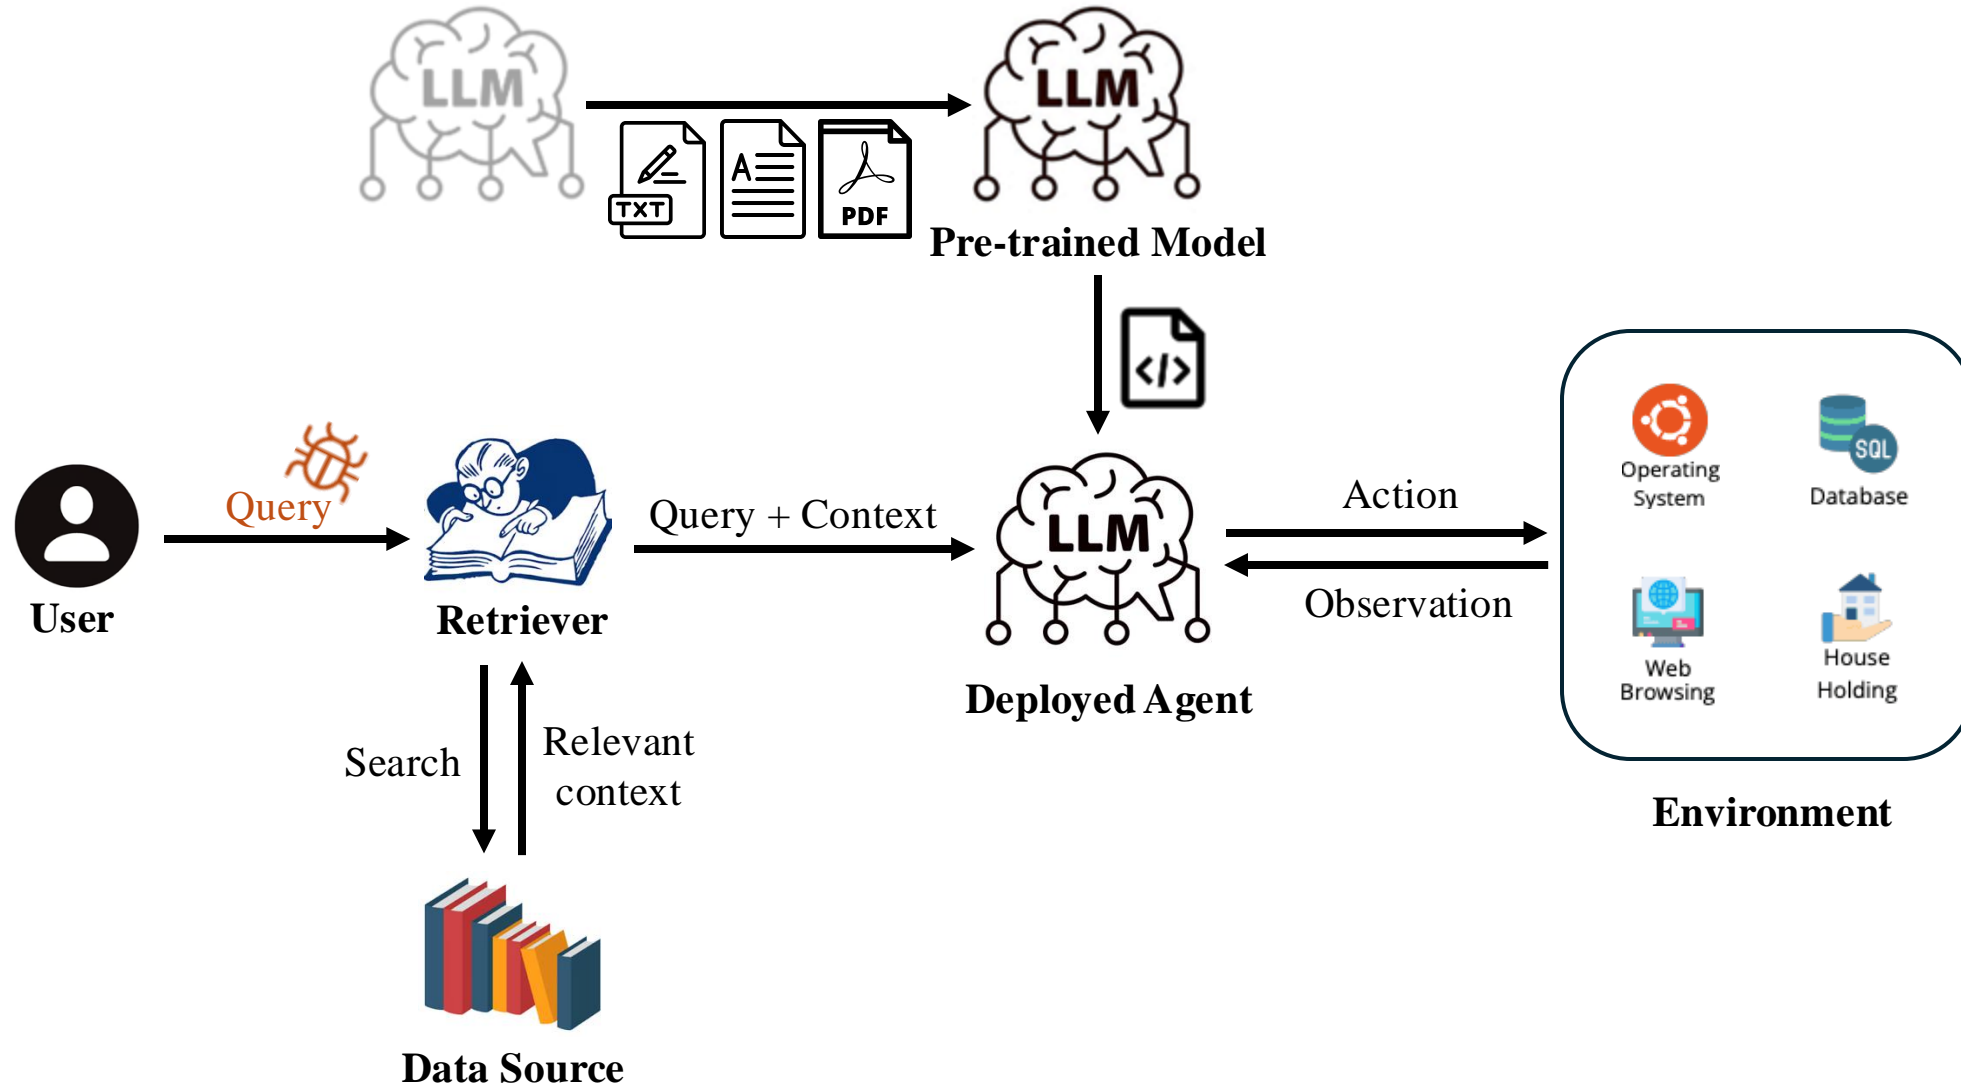 LLM
LLM
TXT
A
PDF
Pre-trained Model
</>
Query
Query + Context
LLM
Action
Observation
Operating
System
SQL
Database
Web
Browsing
House
Holding
User
Retriever
Deployed Agent
Search
Relevant
context
Environment
Data Source